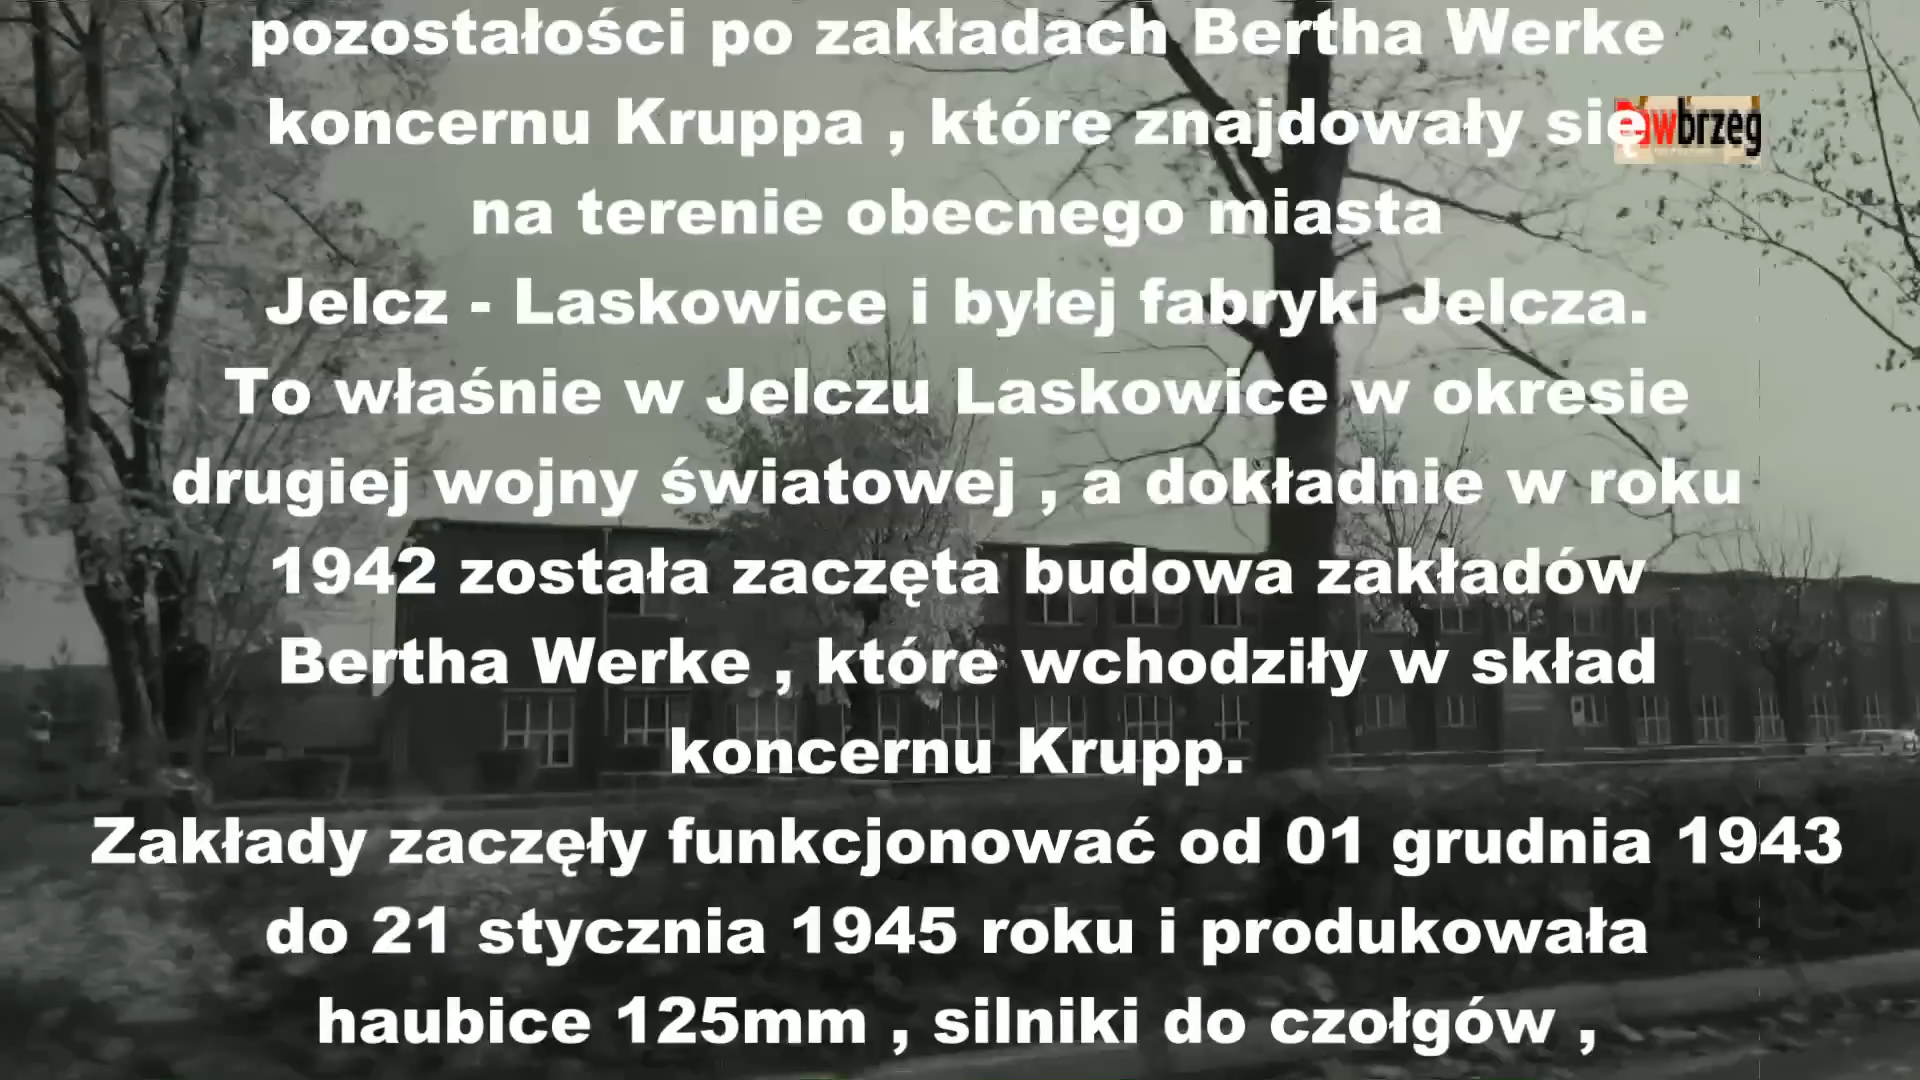 pozostałości po zakładach Bertha Werke
koncernu Kruppa , które znajdowały się
wbrzeg
na terenie obecnego miasta
Jelcz - Laskowice i byłej fabryki Jelcza.
To właśnie w Jelczu Laskowice w okresie
drugiej wojny światowej , a dokładnie w roku
1942 została zaczęta budowa zakładów
Bertha Werke , które wchodziły w skład
koncernu Krupp.
Zakłady zaczęły funkcjonować od 01 grudnia 1943
do 21 stycznia 1945 roku i produkowała
haubice 125mm , silniki do czołgów ,